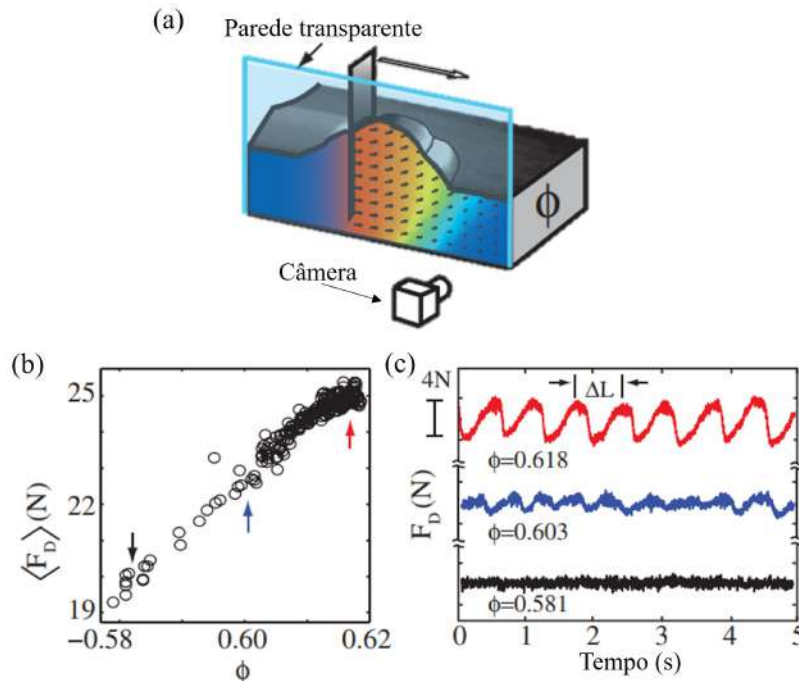 (a)
Parede transparente
ϕ
Câmera
(b)
25
22
19
⟨F_D⟩(N)
−0.58
0.60
0.62
ϕ
(c)
4N
ΔL
ϕ=0.618
ϕ=0.603
ϕ=0.581
F_D (N)
0
1
2
3
4
5
Tempo (s)